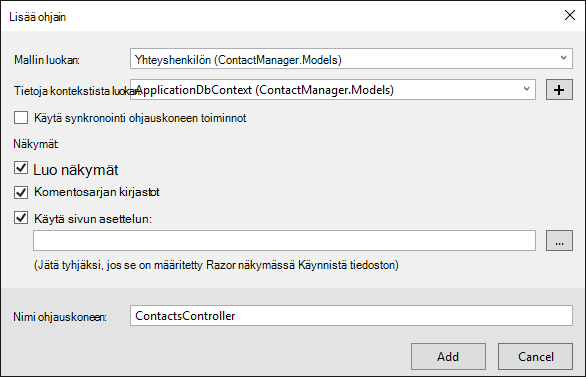 Lisää ohjain
Mallin luokan: Yhteyshenkilön (ContactManager.Models)
Tietoja kontekstista luokan: ApplicationDbContext (ContactManager.Models)
Käytä synkronointi ohjauskoneen toiminnot
Näkymät:
Luo näkymät
Komentosarjan kirjastot
Käytä sivun asettelun:
...
(Jätä tyhjäksi, jos se on määritetty Razor näkymässä Käynnistä tiedoston)
Nimi ohjauskoneen: ContactsController
Add Cancel